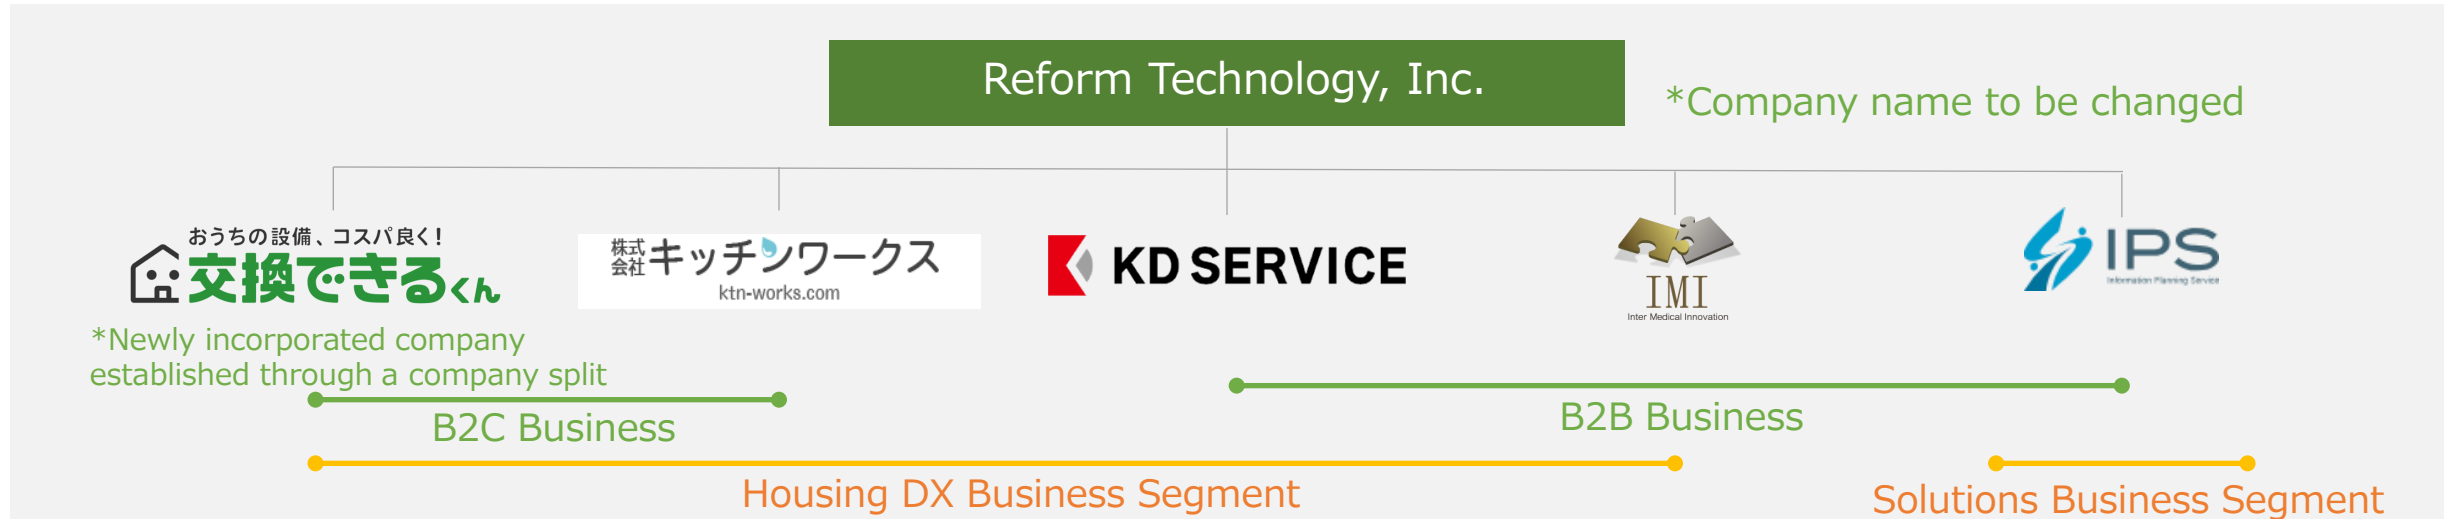 Reform Technology, Inc.
*Company name to be changed
おうちの設備、コスパ良く!
交換できるくん
*Newly incorporated company
established through a company split
株式会社キッチンワークス
ktn-works.com
KD SERVICE
IMI
Inter Medical Innovation
IPS
Information Planning Service
B2C Business
B2B Business
Housing DX Business Segment
Solutions Business Segment